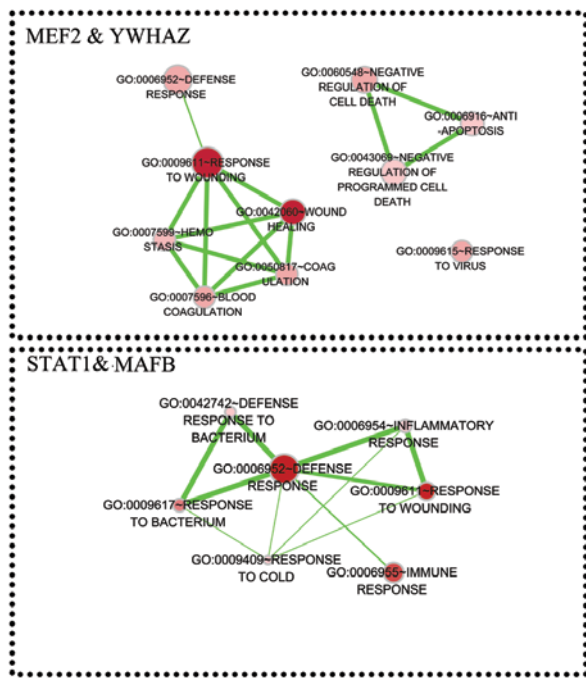 MEF2 & YWHAZ
GO:0006952~DEFENSE
RESPONSE
GO:0060548~NEGATIVE
REGULATION OF
CELL DEATH
GO:0006916~ANTI
-APOPTOSIS
GO:0009611~RESPONSE
TO WOUNDING
GO:0043069~NEGATIVE
REGULATION OF
PROGRAMMED CELL
DEATH
GO:0042060~WOUND
HEALING
GO:0007599~HEMO
STASIS
GO:0009615~RESPONSE
TO VIRUS
GO:0050817~COAG
ULATION
GO:0007596~BLOOD
COAGULATION
STAT1& MAFB
GO:0042742~DEFENSE
RESPONSE TO
BACTERIUM
GO:0006954~INFLAMMATORY
RESPONSE
GO:0006952~DEFENSE
RESPONSE
GO:0009611~RESPONSE
TO WOUNDING
GO:0009617~RESPONSE
TO BACTERIUM
GO:0009409~RESPONSE
TO COLD
GO:0006955~IMMUNE
RESPONSE